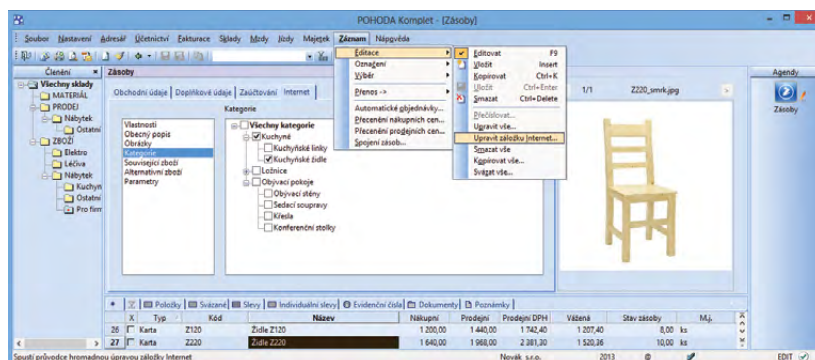 POHODA Komplet - [Zásoby]
Soubor Nastavení Adresář Účetnictví Fakturace Sklady Mzdy Jízdy Majetek Záznam Nápověda
Členění
Všechny sklady
MATERIÁL
PRODEJ
Nábytek
Ostatní
ZBOŽÍ
Elektro
Léčiva
Nábytek
Kuchyn
Ostatní
Pro firm
Zásoby
Obchodní údaje Doplňkové údaje Zaúčtování Internet
Vlastnosti
Obecný popis
Obrázky
Kategorie
Související zboží
Alternativní zboží
Parametry
Kategorie
Všechny kategorie
Kuchyně
Kuchyňské linky
Kuchyňské židle
Ložnice
Obývací pokoje
Obývací stěny
Sedací soupravy
Křesla
Konferenční stolky
Editace
Označení
Výběr
Přenos ->
Automatické objednávky...
Přecenění nákupních cen...
Přecenění prodejních cen...
Spojení zásob...
Editovat F9
Vložit Insert
Kopírovat Ctrl+K
Uložit Ctrl+Enter
Smazat Ctrl+Delete
Přečíslovat...
Upravit vše...
Upravit záložku Internet...
Smazat vše
Kopírovat vše...
Svázat vše...
1/1 Z220_smrk.jpg
Agendy
Zásoby
Položky Svázané Slevy Individuální slevy Evidenční čísla Dokumenty Poznámky
X Typ Kód Název Nákupní Prodejní Prodejní DPH Vážená Stav zásoby M.j.
26 Karta Z120 Židle Z120 1 200,00 1 440,00 1 742,40 1 207,40 8,00 ks
27 Karta Z220 Židle Z220 1 640,00 1 968,00 2 381,30 1 520,36 10,00 ks
Spustí průvodce hromadnou úpravou záložky Internet Novák s.r.o. 2013 @ EDIT